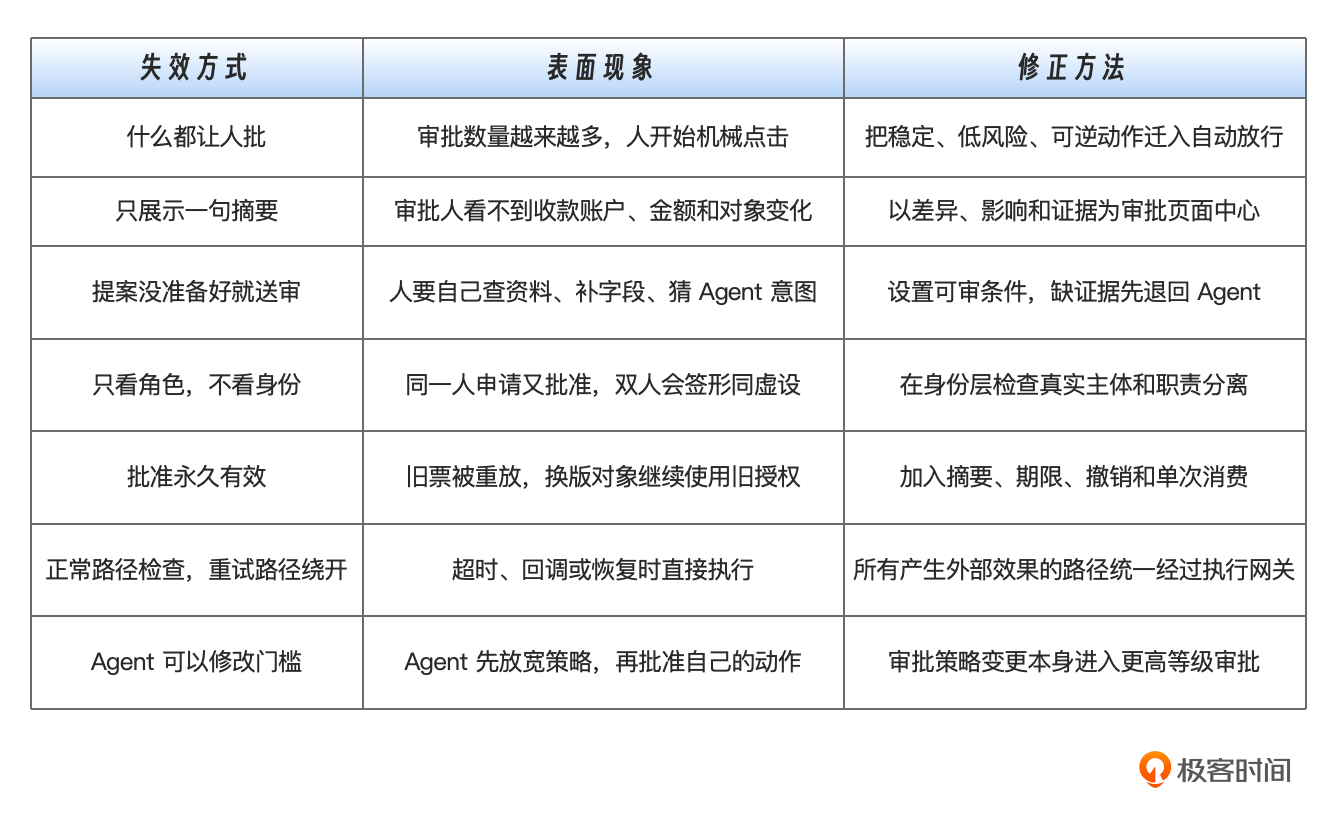 失效方式 表面现象 修正方法
什么都让人批 审批数量越来越多，人开始机械点击 把稳定、低风险、可逆动作迁入自动放行
只展示一句摘要 审批人看不到收款账户、金额和对象变化 以差异、影响和证据为审批页面中心
提案没准备好就送审 人要自己查资料、补字段、猜 Agent 意图 设置可审条件，缺证据先退回 Agent
只看角色，不看身份 同一人申请又批准，双人会签形同虚设 在身份层检查真实主体和职责分离
批准永久有效 旧票被重放，换版对象继续使用旧授权 加入摘要、期限、撤销和单次消费
正常路径检查，重试路径绕开 超时、回调或恢复时直接执行 所有产生外部效果的路径统一经过执行网关
Agent 可以修改门槛 Agent 先放宽策略，再批准自己的动作 审批策略变更本身进入更高等级审批
极客时间